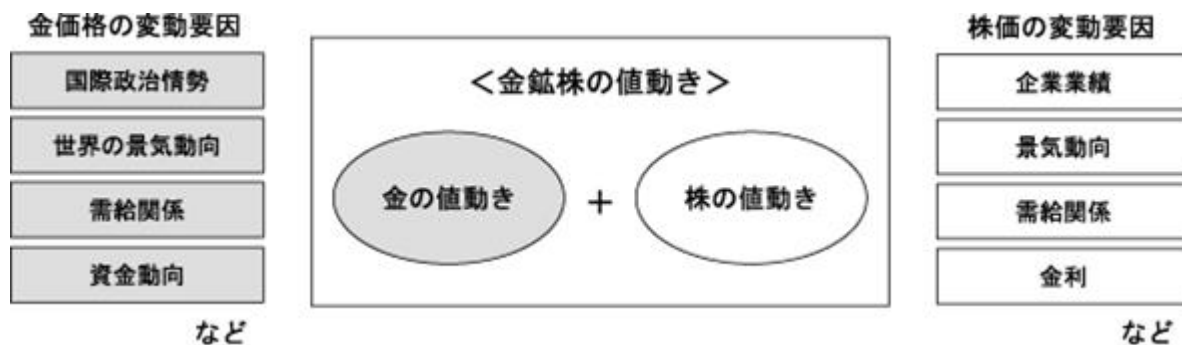 金価格の変動要因
国際政治情勢
世界の景気動向
需給関係
資金動向
など
＜金鉱株の値動き＞
金の値動き
+
株の値動き
株価の変動要因
企業業績
景気動向
需給関係
金利
など